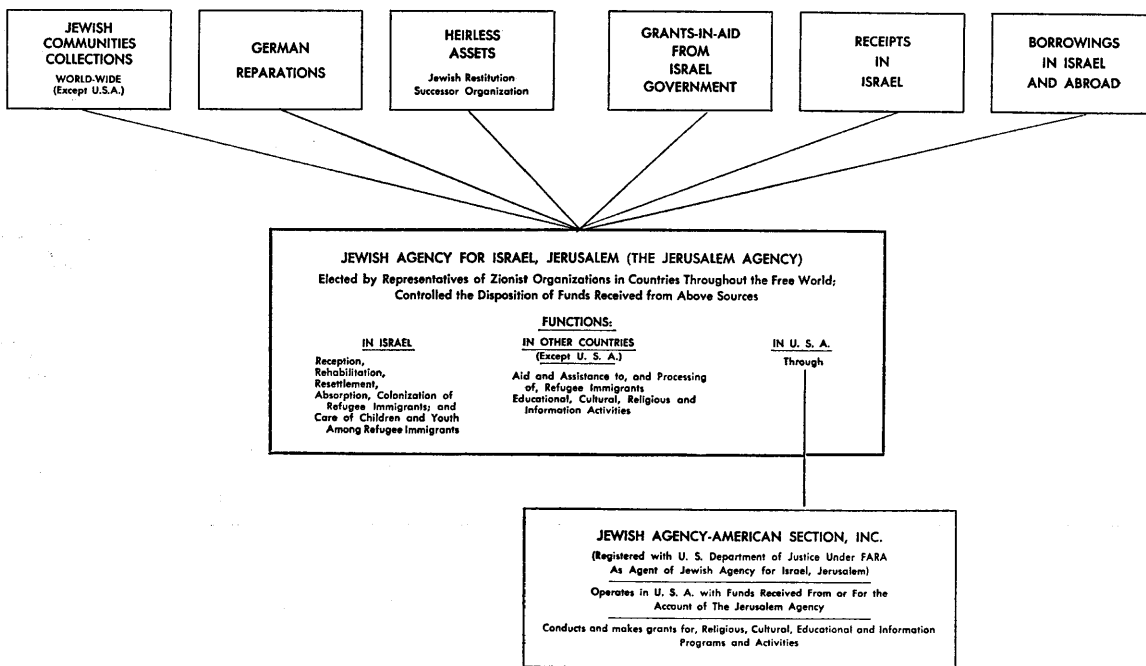 JEWISH
COMMUNITIES
COLLECTIONS
WORLD-WIDE
(Except U.S.A.)
GERMAN
REPARATIONS
HEIRLESS
ASSETS
Jewish Restitution
Successor Organization
GRANTS-IN-AID
FROM
ISRAEL
GOVERNMENT
RECEIPTS
IN
ISRAEL
BORROWINGS
IN ISRAEL
AND ABROAD
JEWISH AGENCY FOR ISRAEL, JERUSALEM (THE JERUSALEM AGENCY)
Elected by Representatives of Zionist Organizations in Countries Throughout the Free World;
Controlled the Disposition of Funds Received from Above Sources
FUNCTIONS:
IN ISRAEL
Reception,
Rehabilitation,
Resettlement,
Absorption, Colonization of
Refugee Immigrants; and
Care of Children and Youth
Among Refugee Immigrants
IN OTHER COUNTRIES
(Except U. S. A.)
Aid and Assistance to, and Processing
of, Refugee Immigrants
Educational, Cultural, Religious and
Information Activities
IN U. S. A.
Through
JEWISH AGENCY-AMERICAN SECTION, INC.
(Registered with U. S. Department of Justice Under FARA
As Agent of Jewish Agency for Israel, Jerusalem)
Operates in U. S. A. with Funds Received From or For the
Account of The Jerusalem Agency
Conducts and makes grants for, Religious, Cultural, Educational and Information
Programs and Activities